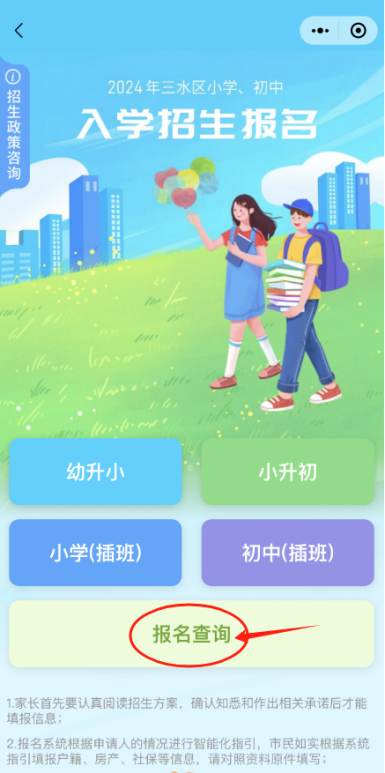 招生政策咨询
2024年三水区小学、初中
入学招生报名
幼升小
小升初
小学(插班)
初中(插班)
报名查询
1.家长首先要认真阅读招生方案，确认知悉和作出相关承诺后才能
填报信息；
2.报名系统根据申请人的情况进行智能化指引，市民如实根据系统
指引填报户籍、房产、社保等信息，请对照资料原件填写；